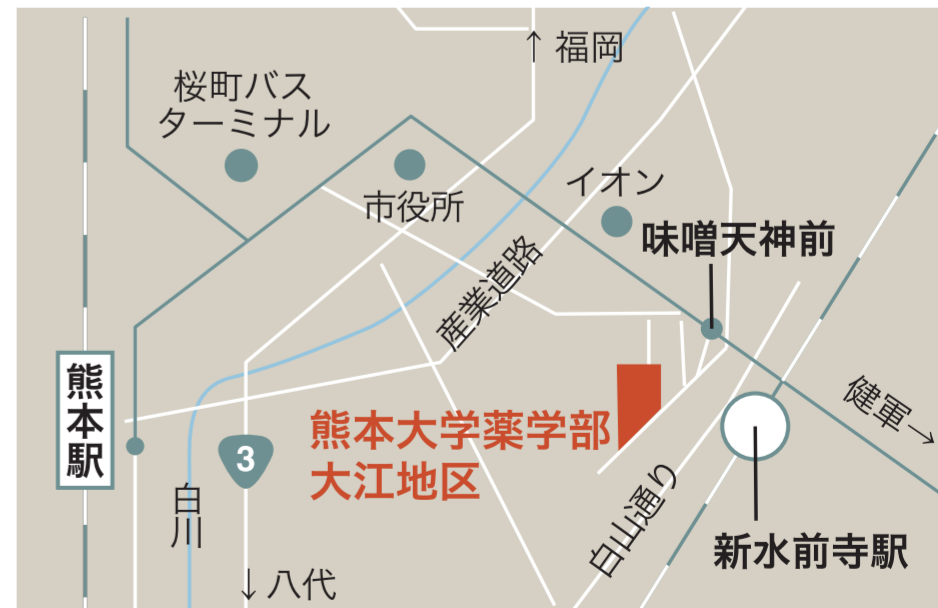 ↑ 福岡
桜町バス
ターミナル
市役所
イオン
味噌天神前
産業道路
熊本駅
健軍→
3
熊本大学薬学部
大江地区
白川
白山通り
新水前寺駅
↓八代